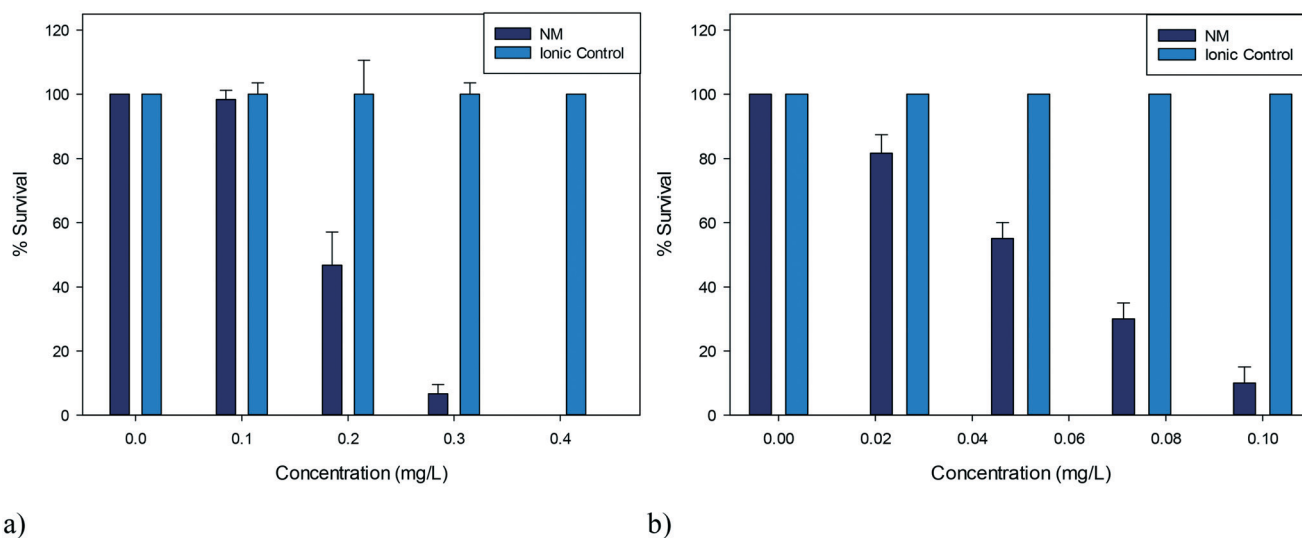 NM
Ionic Control
120
100
80
60
40
20
0
% Survival
0.0 0.1 0.2 0.3 0.4
Concentration (mg/L)
a)
NM
Ionic Control
120
100
80
60
40
20
0
% Survival
0.00 0.02 0.04 0.06 0.08 0.10
Concentration (mg/L)
b)